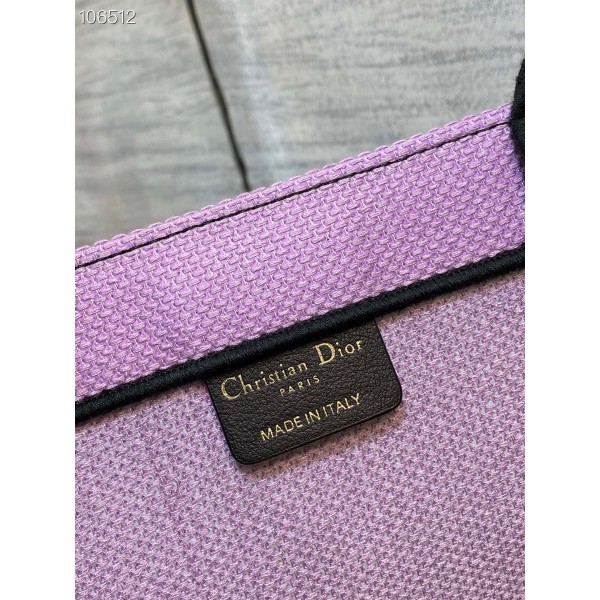 106512
Christian Dior
PARIS
MADE IN ITALY